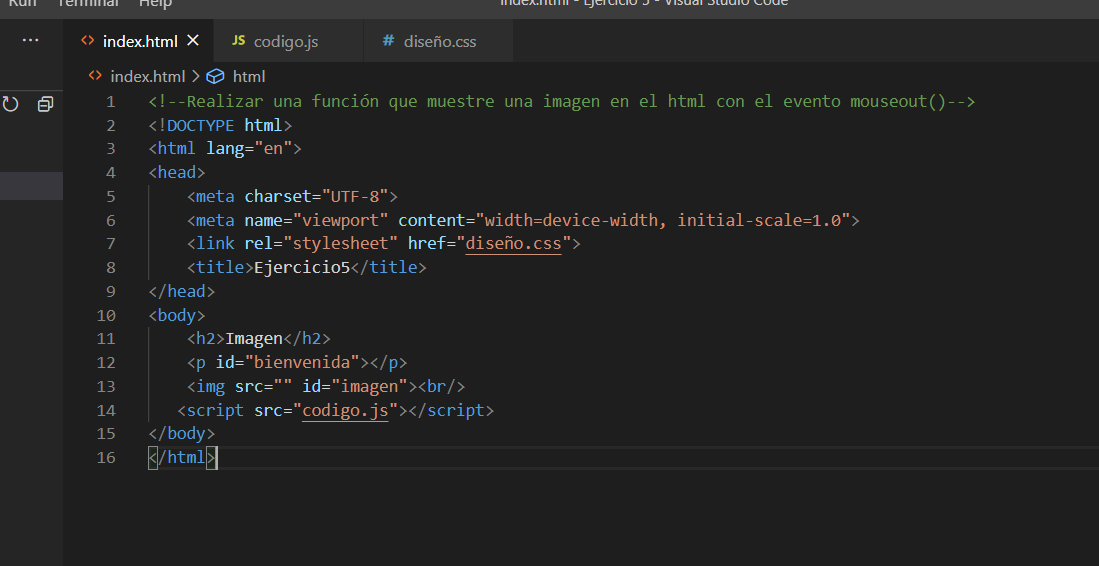 Run Terminal Help index.html - Ejercicio 5 - Visual Studio Code
... <> index.html × JS codigo.js # diseño.css
<> index.html > html
1 <!--Realizar una función que muestre una imagen en el html con el evento mouseout()-->
2 <!DOCTYPE html>
3 <html lang="en">
4 <head>
5     <meta charset="UTF-8">
6     <meta name="viewport" content="width=device-width, initial-scale=1.0">
7     <link rel="stylesheet" href="diseño.css">
8     <title>Ejercicio5</title>
9 </head>
10 <body>
11     <h2>Imagen</h2>
12     <p id="bienvenida"></p>
13     <img src="" id="imagen"><br/>
14    <script src="codigo.js"></script>
15 </body>
16 </html>